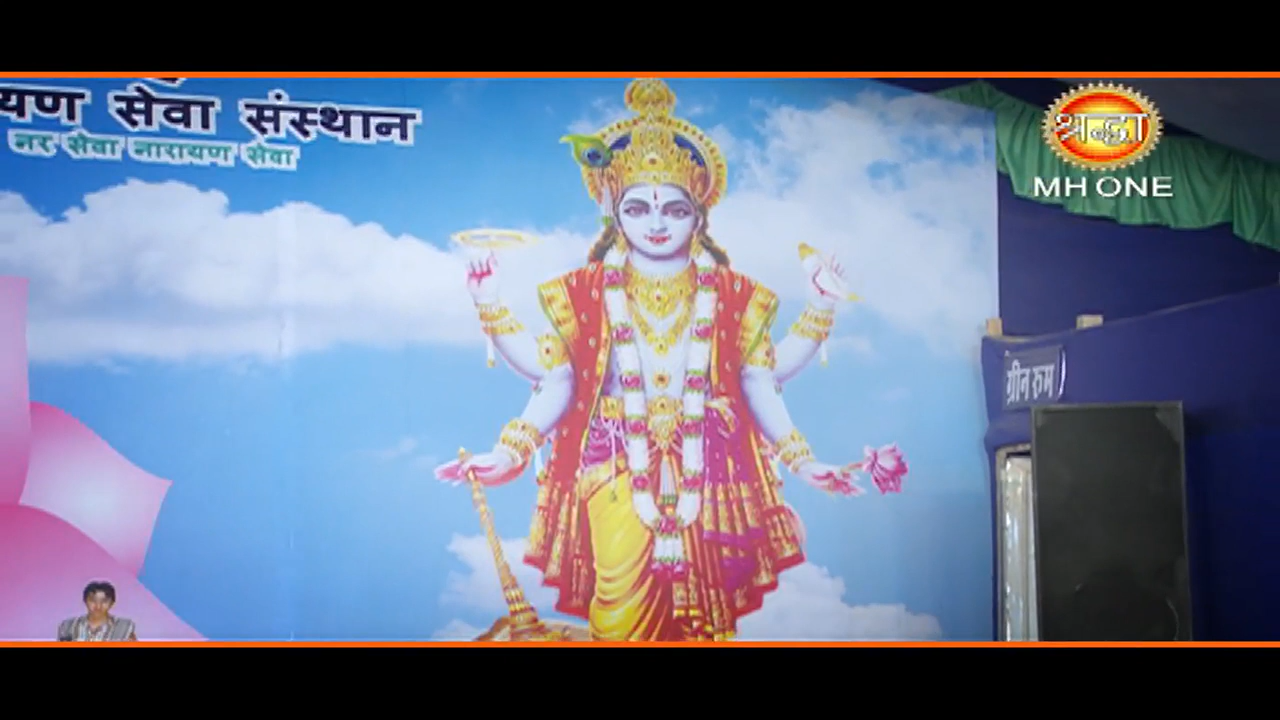 यण सेवा संस्थान
नर सेवा नारायण सेवा
श्रद्धा
MH ONE
ग्रीन रुम